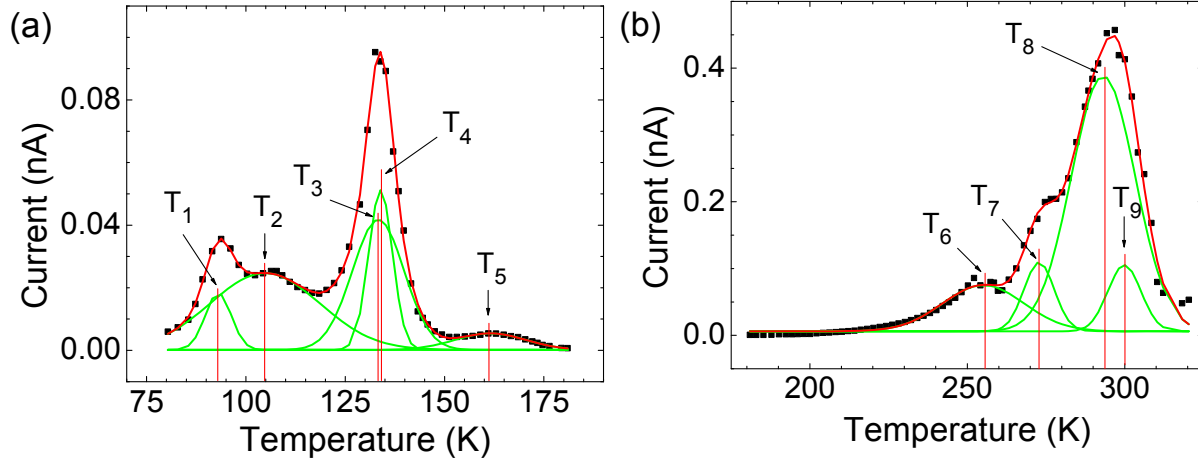 (a)
0.08
0.04
0.00
Current (nA)
T1
T2
T3
T4
T5
75
100
125
150
175
Temperature (K)
(b)
0.4
0.2
0.0
Current (nA)
T6
T7
T8
T9
200
250
300
Temperature (K)